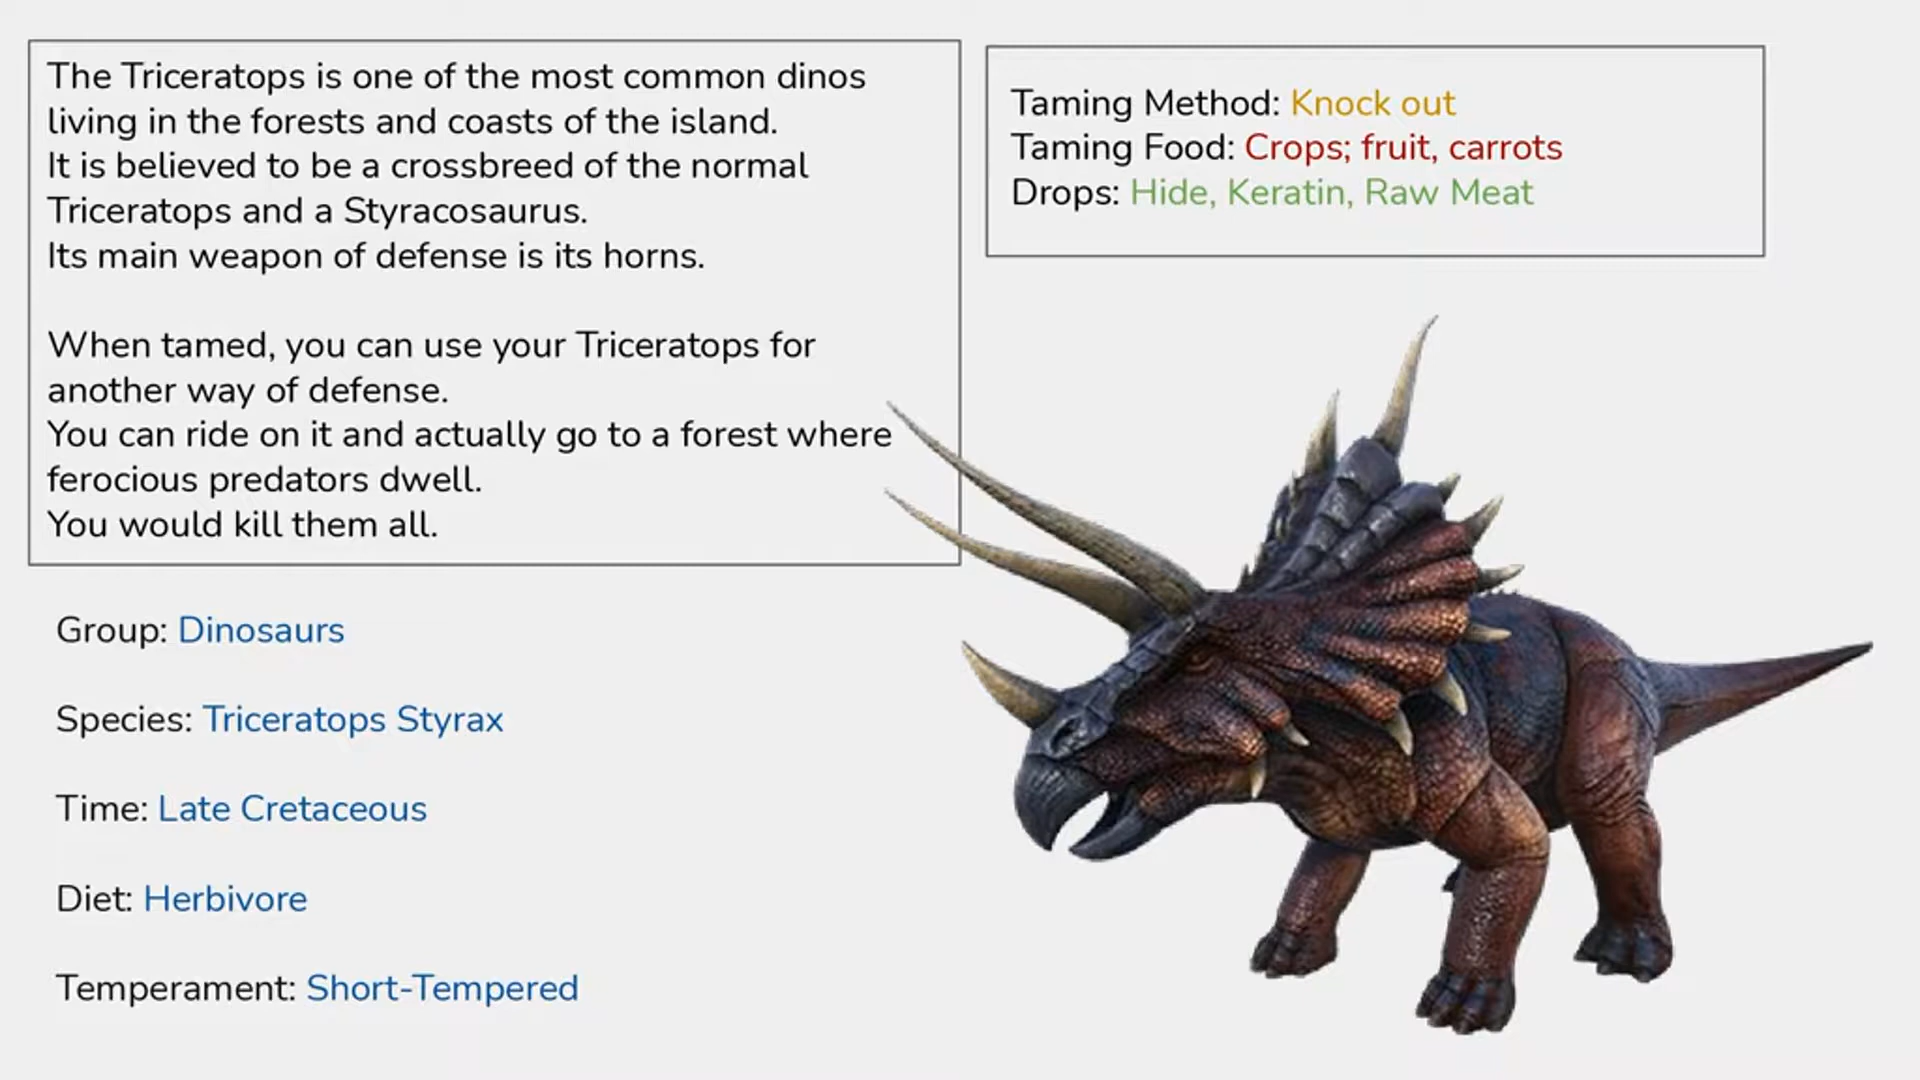 The Triceratops is one of the most common dinos
living in the forests and coasts of the island.
It is believed to be a crossbreed of the normal
Triceratops and a Styracosaurus.
Its main weapon of defense is its horns.
When tamed, you can use your Triceratops for
another way of defense.
You can ride on it and actually go to a forest where
ferocious predators dwell.
You would kill them all.
Taming Method: Knock out
Taming Food: Crops; fruit, carrots
Drops: Hide, Keratin, Raw Meat
Group: Dinosaurs
Species: Triceratops Styrax
Time: Late Cretaceous
Diet: Herbivore
Temperament: Short-Tempered